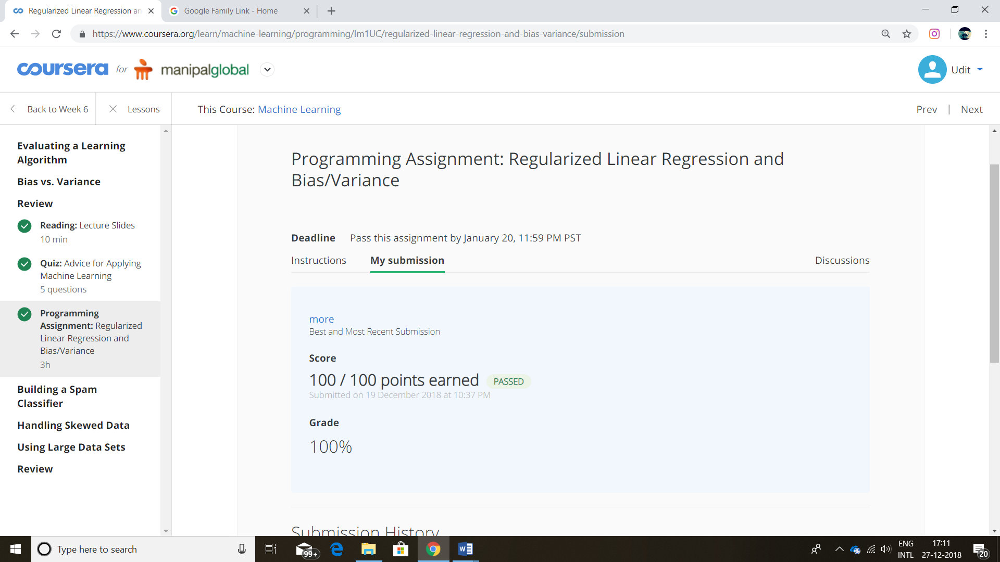 Regularized Linear Regression an
Google Family Link - Home
https://www.coursera.org/learn/machine-learning/programming/Im1UC/regularized-linear-regression-and-bias-variance/submission
coursera for manipalglobal
Udit
Back to Week 6
Lessons
This Course: Machine Learning
Prev | Next
Evaluating a Learning
Algorithm
Bias vs. Variance
Review
Reading: Lecture Slides
10 min
Quiz: Advice for Applying
Machine Learning
5 questions
Programming
Assignment: Regularized
Linear Regression and
Bias/Variance
3h
Building a Spam
Classifier
Handling Skewed Data
Using Large Data Sets
Review
Programming Assignment: Regularized Linear Regression and
Bias/Variance
Deadline Pass this assignment by January 20, 11:59 PM PST
Instructions My submission Discussions
more
Best and Most Recent Submission
Score
100 / 100 points earned PASSED
Submitted on 19 December 2018 at 10:37 PM
Grade
100%
Submission History
Type here to search
99+
W
ENG
INTL
17:11
27-12-2018
20